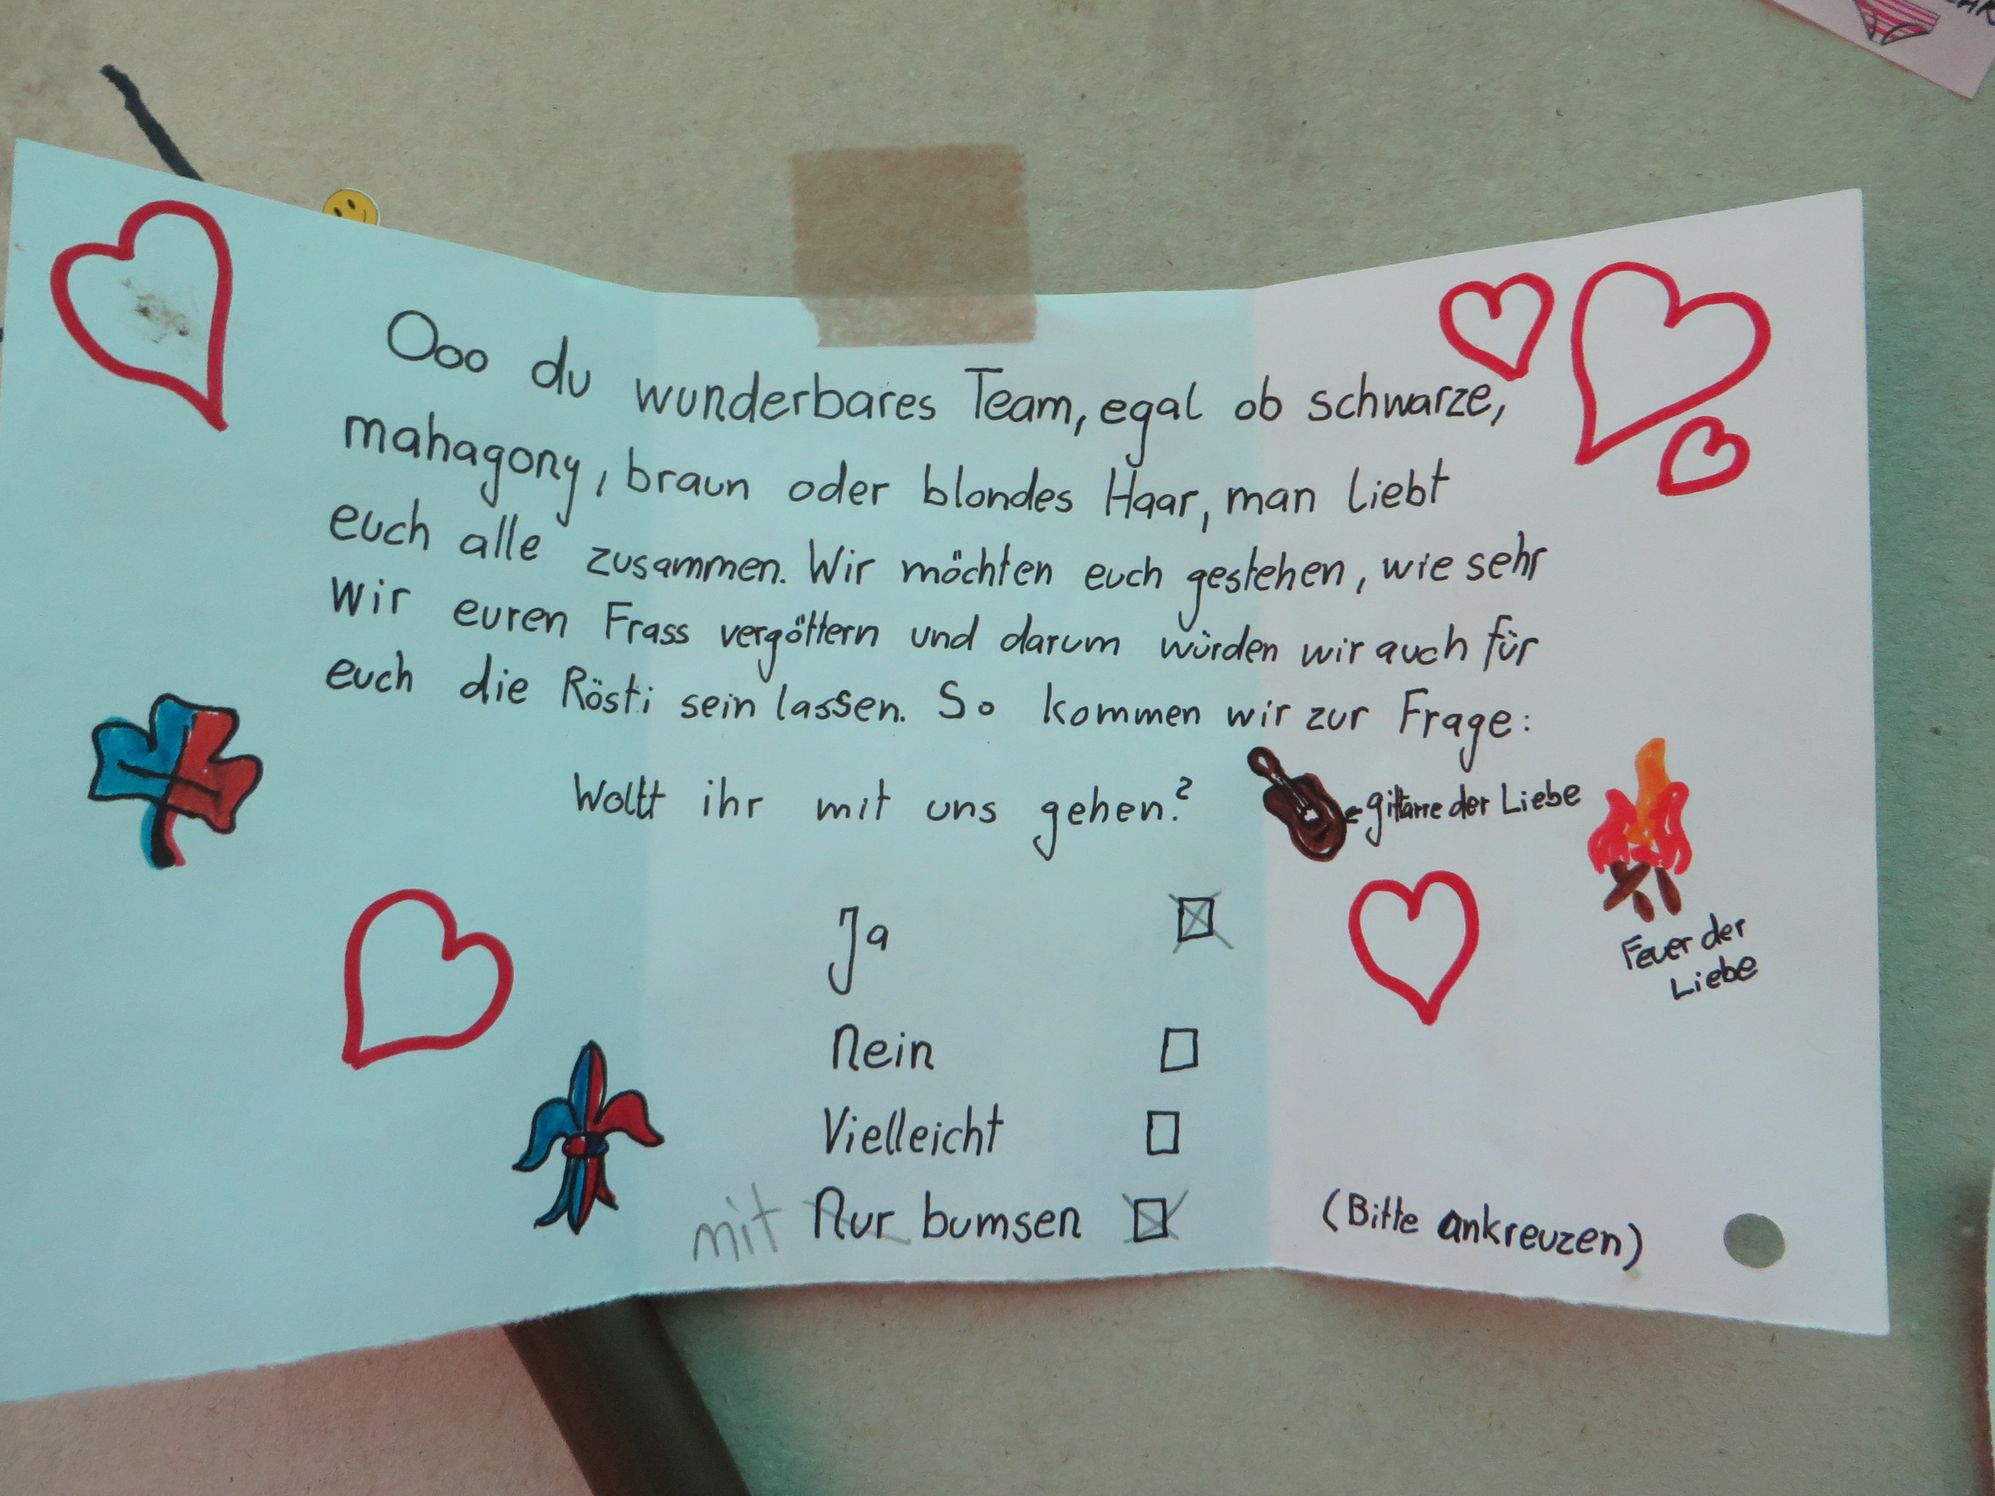 Ooo du wunderbares Team, egal ob schwarze,
mahagony, braun oder blondes Haar, man liebt
euch alle zusammen. Wir möchten euch gestehen, wie sehr
wir euren Frass vergöttern und darum würden wir auch für
euch die Rösti sein lassen. So kommen wir zur Frage:
Wollt ihr mit uns gehen?
gittarre der Liebe
Feuer der
Liebe
Ja
Nein
Vielleicht
mit Nur bumsen
(Bitte ankreuzen)